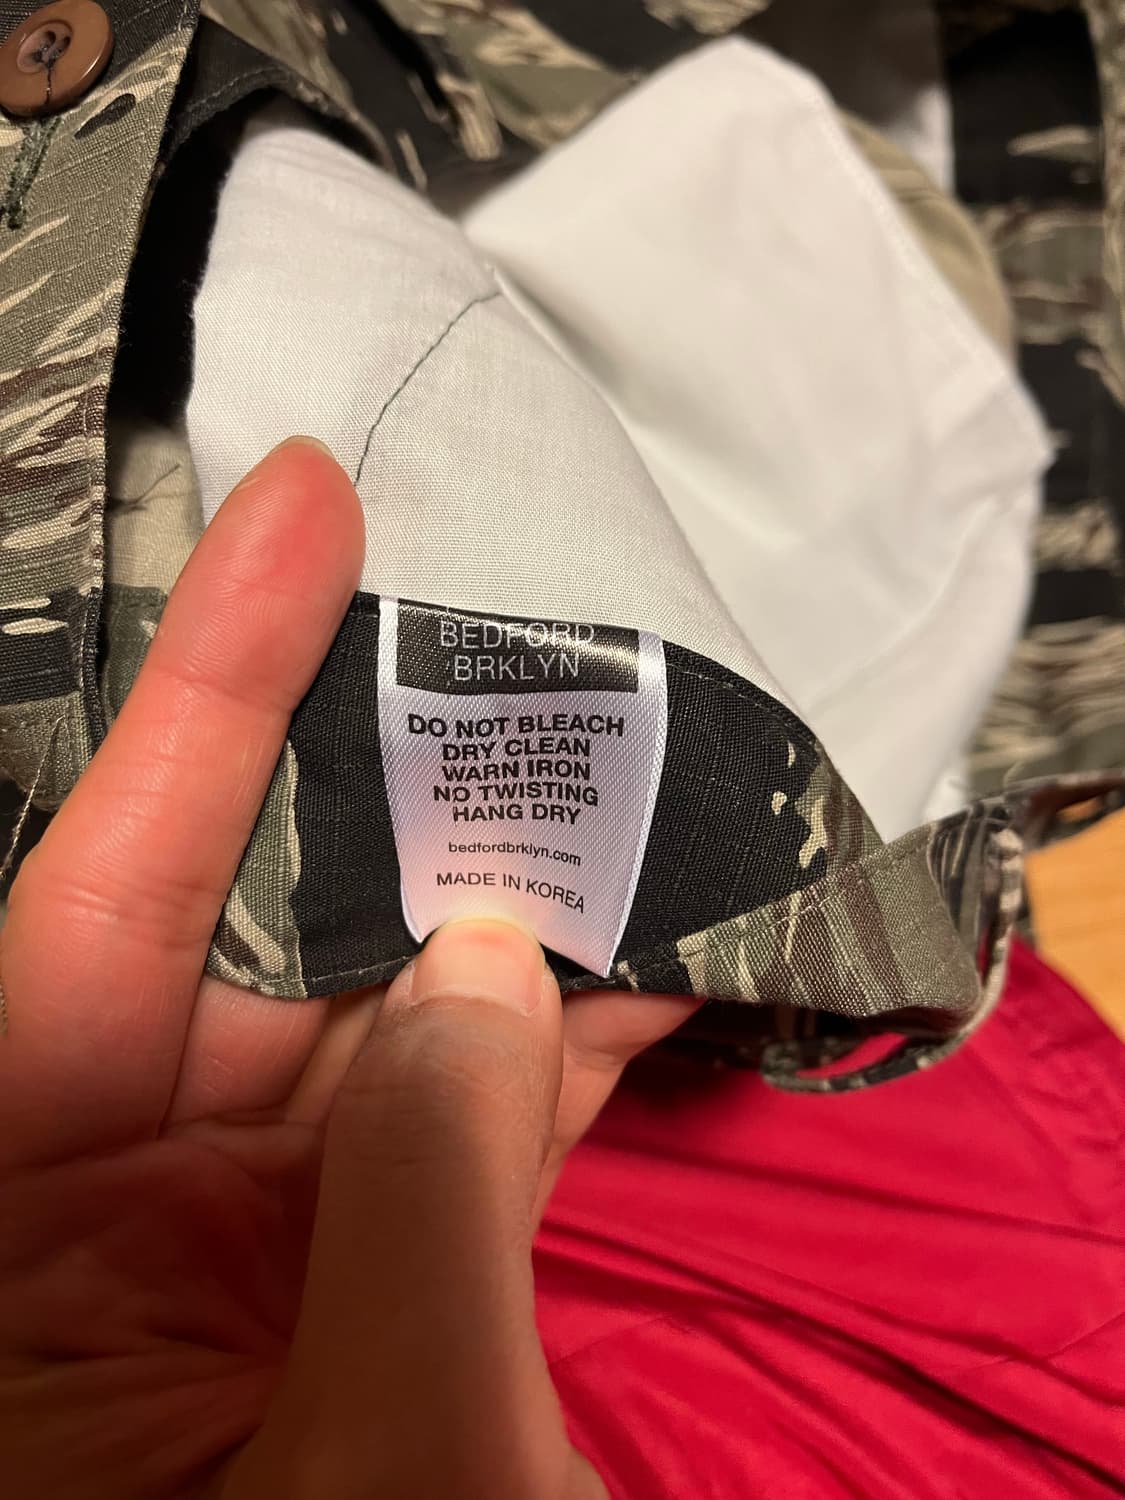 BEDFORD
BRKLYN
DO NOT BLEACH
DRY CLEAN
WARN IRON
NO TWISTING
HANG DRY
bedfordbrklyn.com
MADE IN KOREA